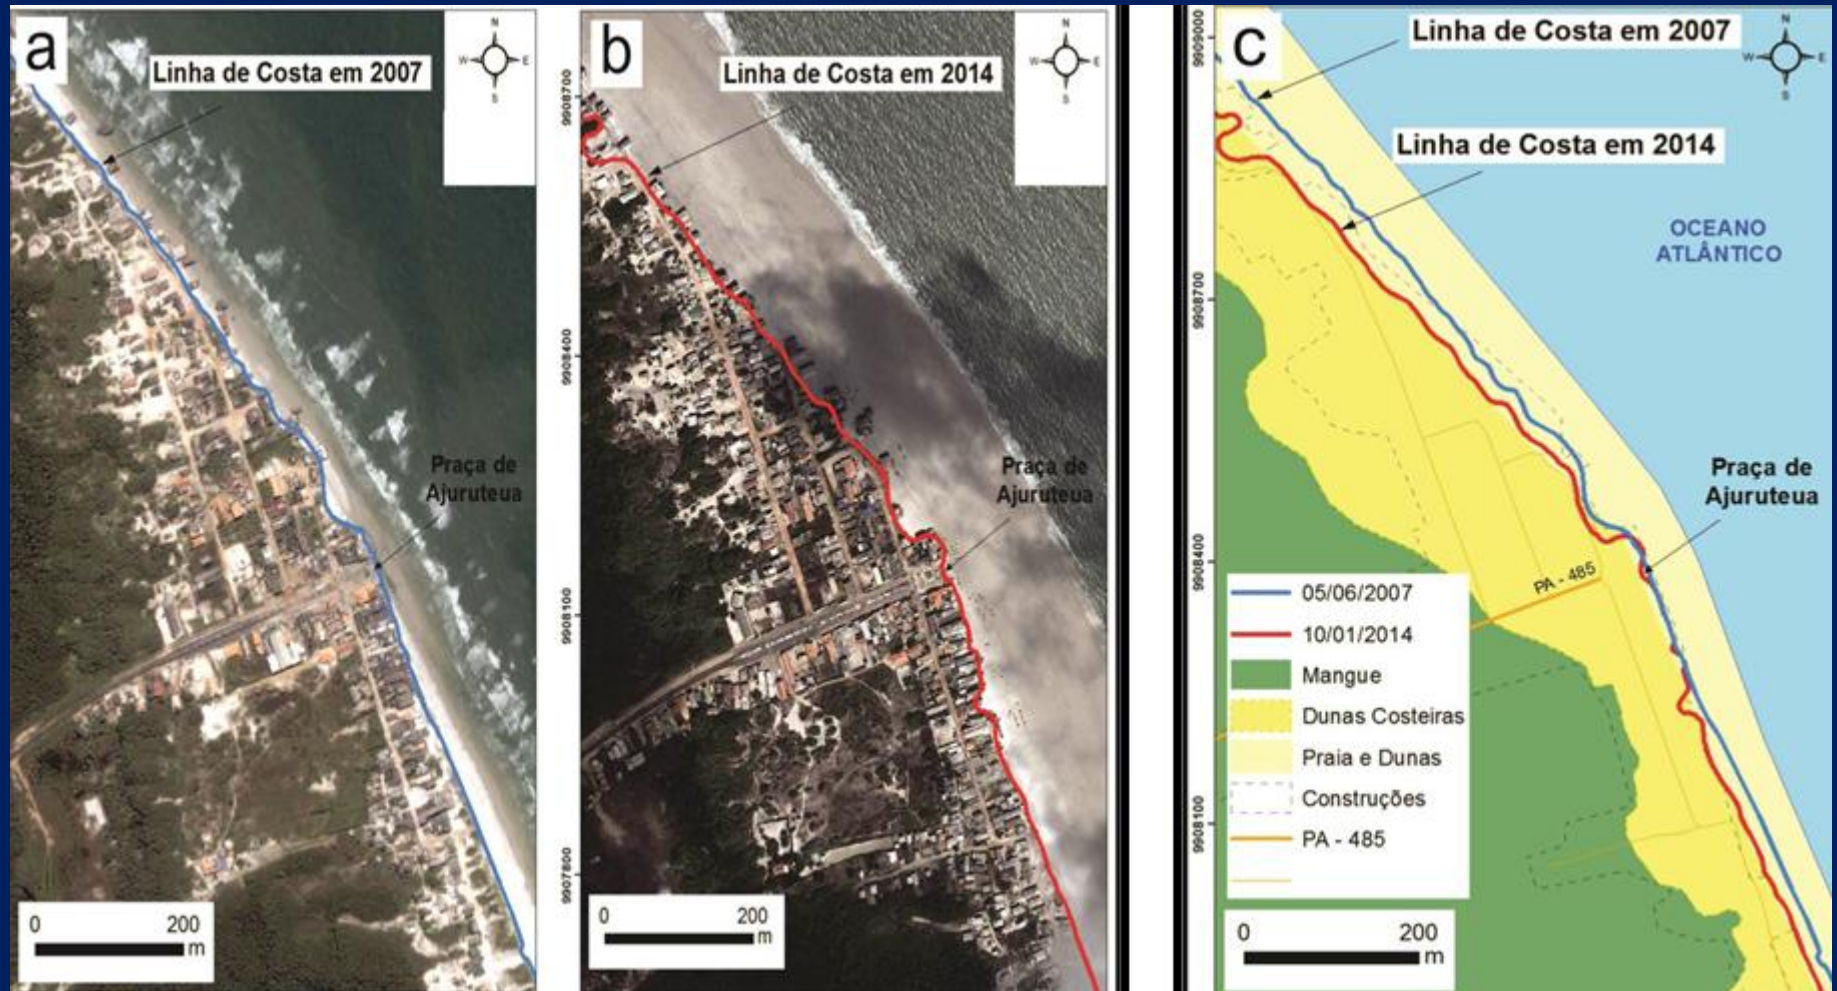 a
Linha de Costa em 2007
N
W
E
S
Praça de
Ajuruteua
0
200
m
b
Linha de Costa em 2014
N
W
E
S
9908700
9908400
9908100
9907800
Praça de
Ajuruteua
0
200
m
c
Linha de Costa em 2007
N
W
E
S
Linha de Costa em 2014
OCEANO
ATLÂNTICO
9909000
9908700
9908400
9908100
Praça de
Ajuruteua
PA - 485
05/06/2007
10/01/2014
Mangue
Dunas Costeiras
Praia e Dunas
Construções
PA - 485
0
200
m